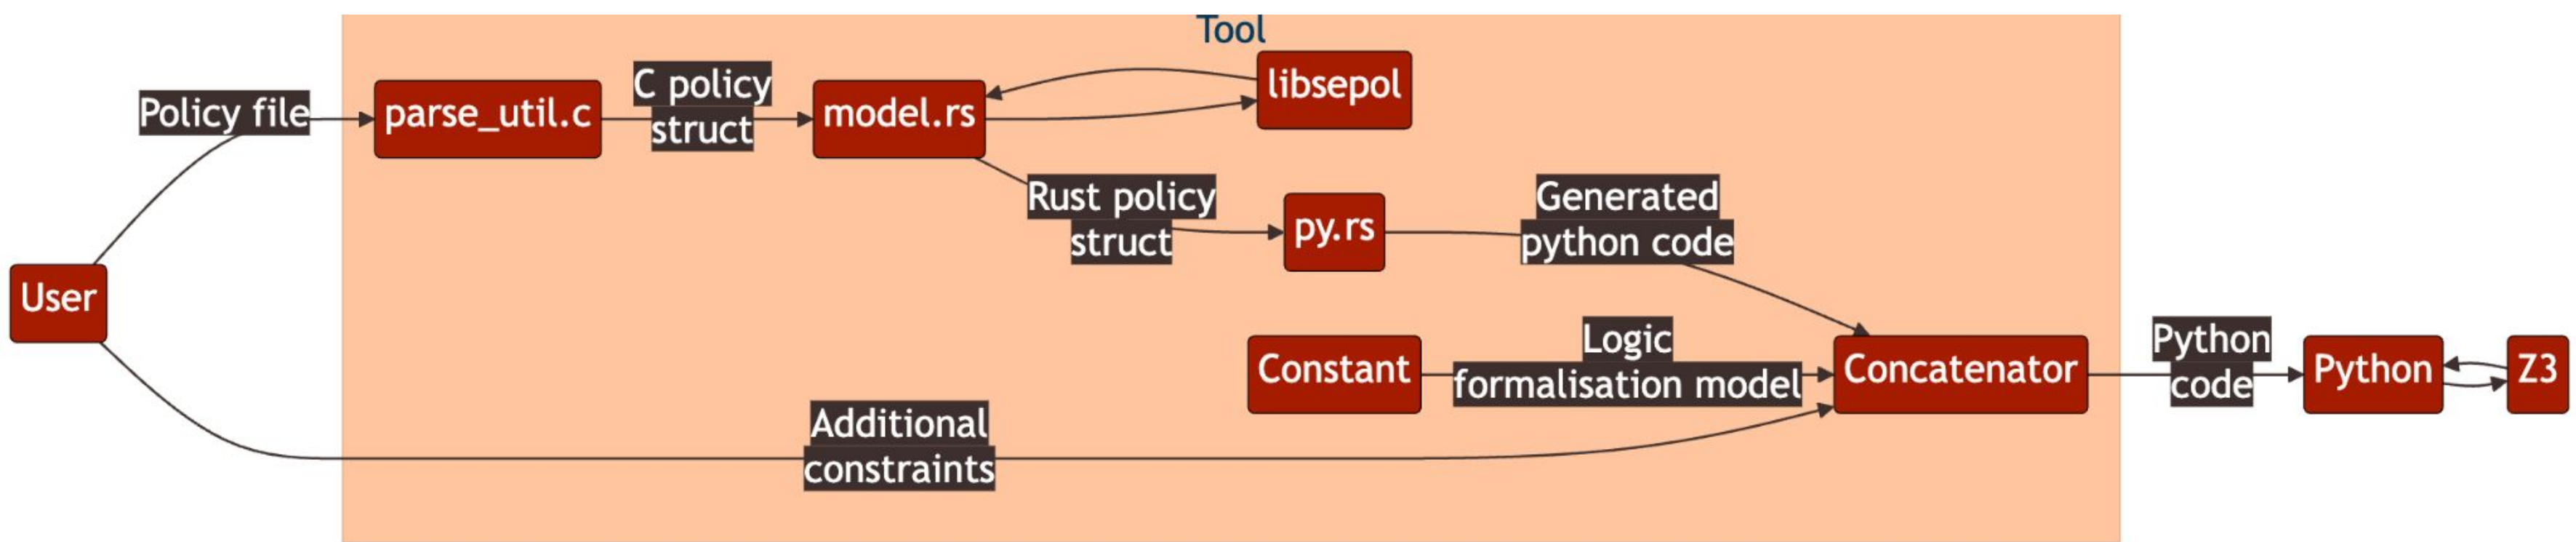 Tool
Policy file
parse_util.c
C policy
struct
model.rs
libsepol
Rust policy
struct
py.rs
Generated
python code
User
Constant
Logic
formalisation model
Concatenator
Python
code
Python
Z3
Additional
constraints